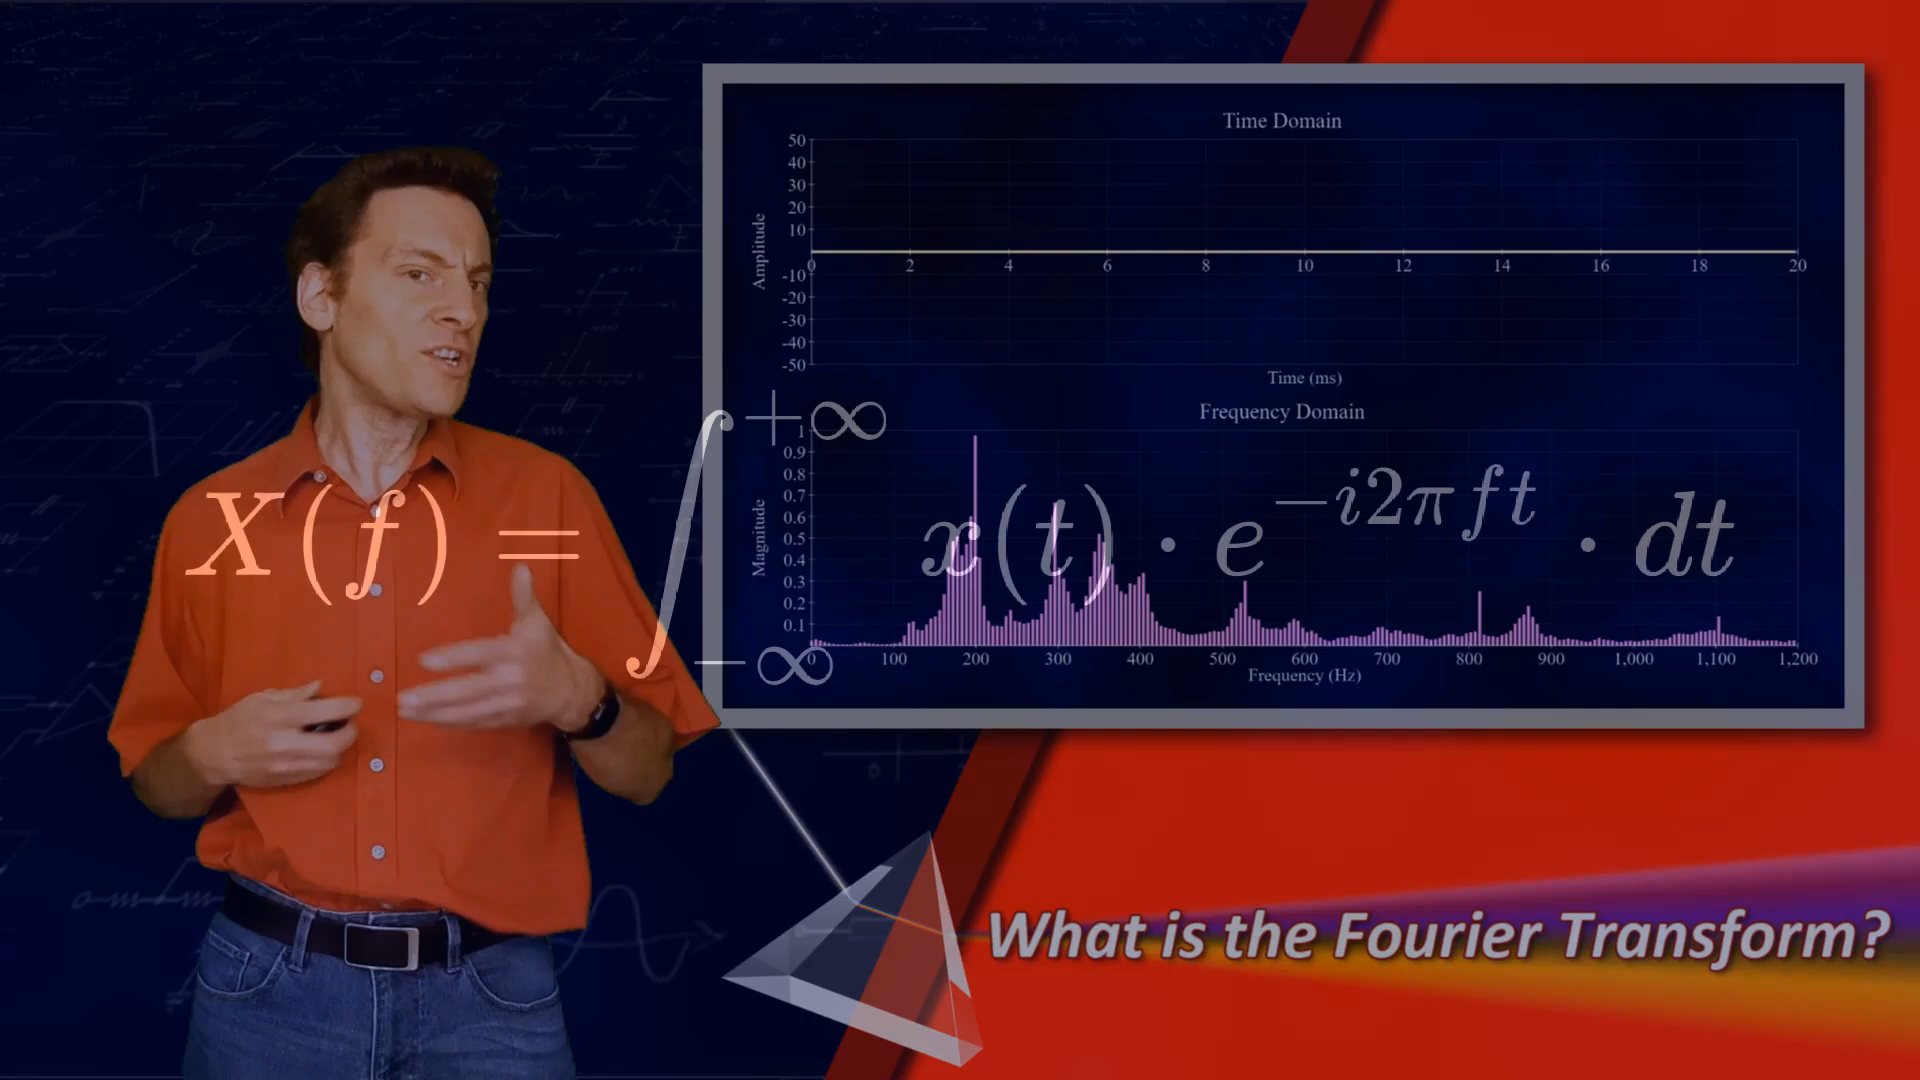 Time Domain
50
40
30
20
10
-10
-20
-30
-40
-50
Amplitude
0 2 4 6 8 10 12 14 16 18 20
Time (ms)
Frequency Domain
1
0.9
0.8
0.7
0.6
0.5
0.4
0.3
0.2
0.1
Magnitude
0 100 200 300 400 500 600 700 800 900 1,000 1,100 1,200
Frequency (Hz)
X(f) = ∫_{-∞}^{+∞} x(t) · e^{-i2πft} · dt
What is the Fourier Transform?